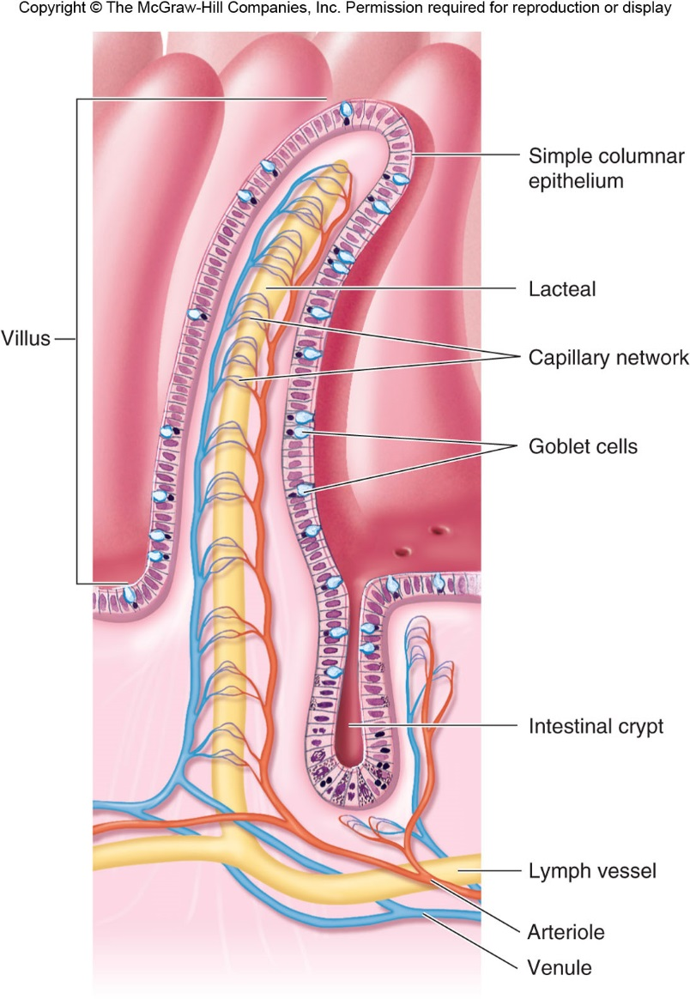 Copyright © The McGraw-Hill Companies, Inc. Permission required for reproduction or display
Simple columnar
epithelium
Lacteal
Villus
Capillary network
Goblet cells
Intestinal crypt
Lymph vessel
Arteriole
Venule